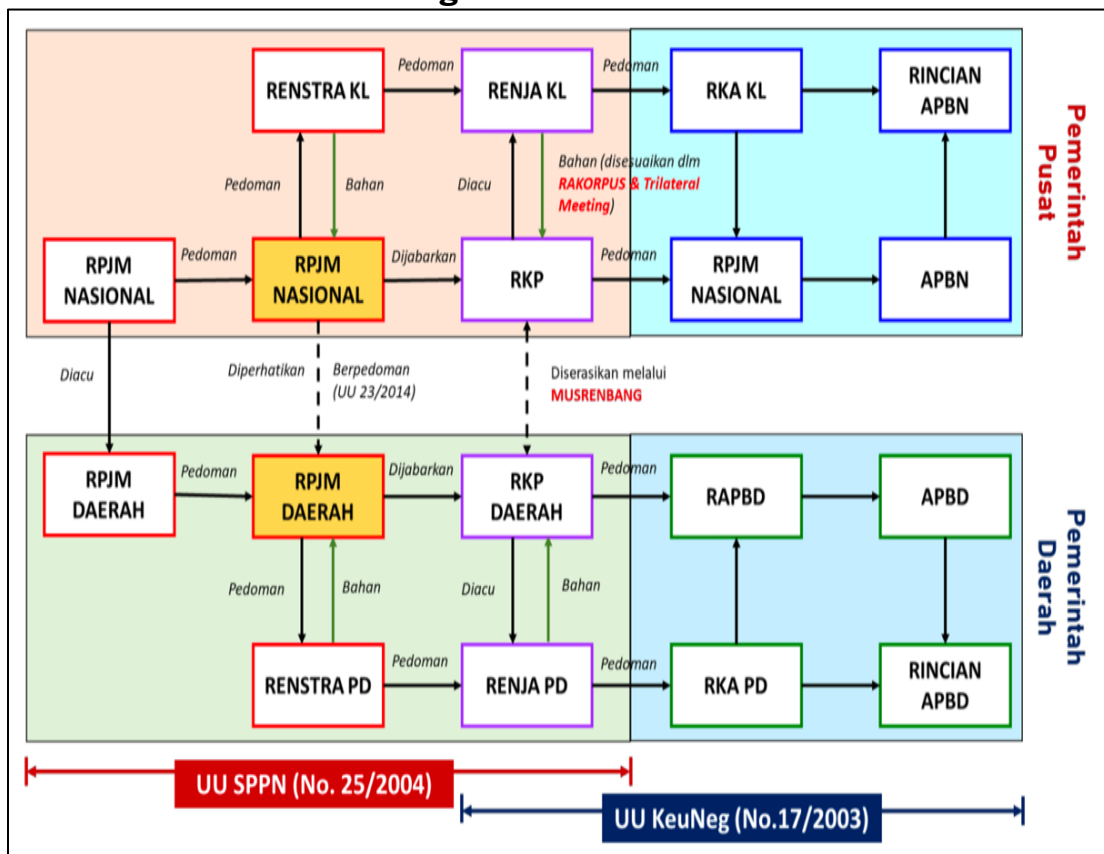 Pedoman
Pedoman
RENSTRA KL
RENJA KL
RKA KL
RINCIAN
APBN
Pemerintah
Pusat
Pedoman
Bahan
Diacu
Bahan (disesuaikan dlm
RAKORPUS & Trilateral
Meeting)
RPJM
NASIONAL
Pedoman
RPJM
NASIONAL
Dijabarkan
RKP
Pedoman
RPJM
NASIONAL
APBN
Diacu
Diperhatikan
Berpedoman
(UU 23/2014)
Diserasikan melalui
MUSRENBANG
RPJM
DAERAH
Pedoman
RPJM
DAERAH
Dijabarkan
RKP
DAERAH
Pedoman
RAPBD
APBD
Pemerintah
Daerah
Pedoman
Bahan
Diacu
Bahan
RENSTRA PD
Pedoman
RENJA PD
Pedoman
RKA PD
RINCIAN
APBD
UU SPPN (No. 25/2004)
UU KeuNeg (No.17/2003)